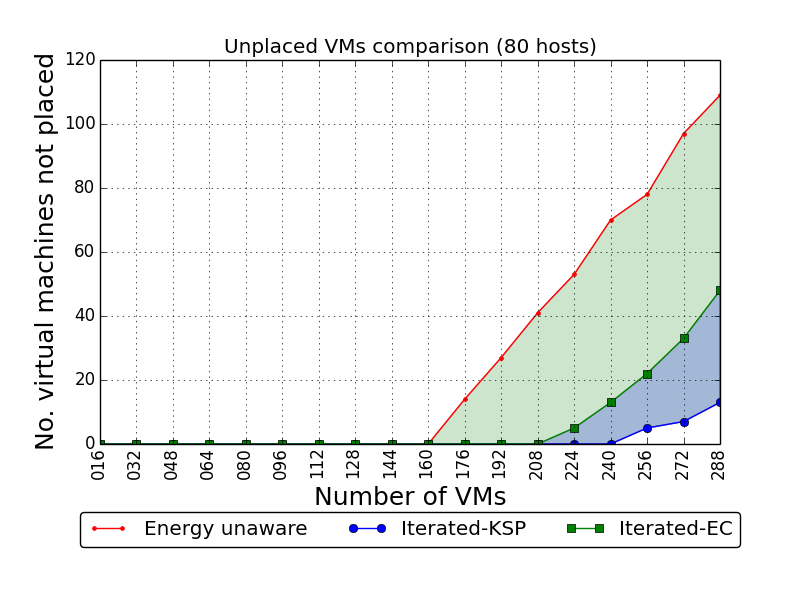 Unplaced VMs comparison (80 hosts)
No. virtual machines not placed
120
100
80
60
40
20
0
016 032 048 064 080 096 112 128 144 160 176 192 208 224 240 256 272 288
Number of VMs
Energy unaware Iterated-KSP Iterated-EC